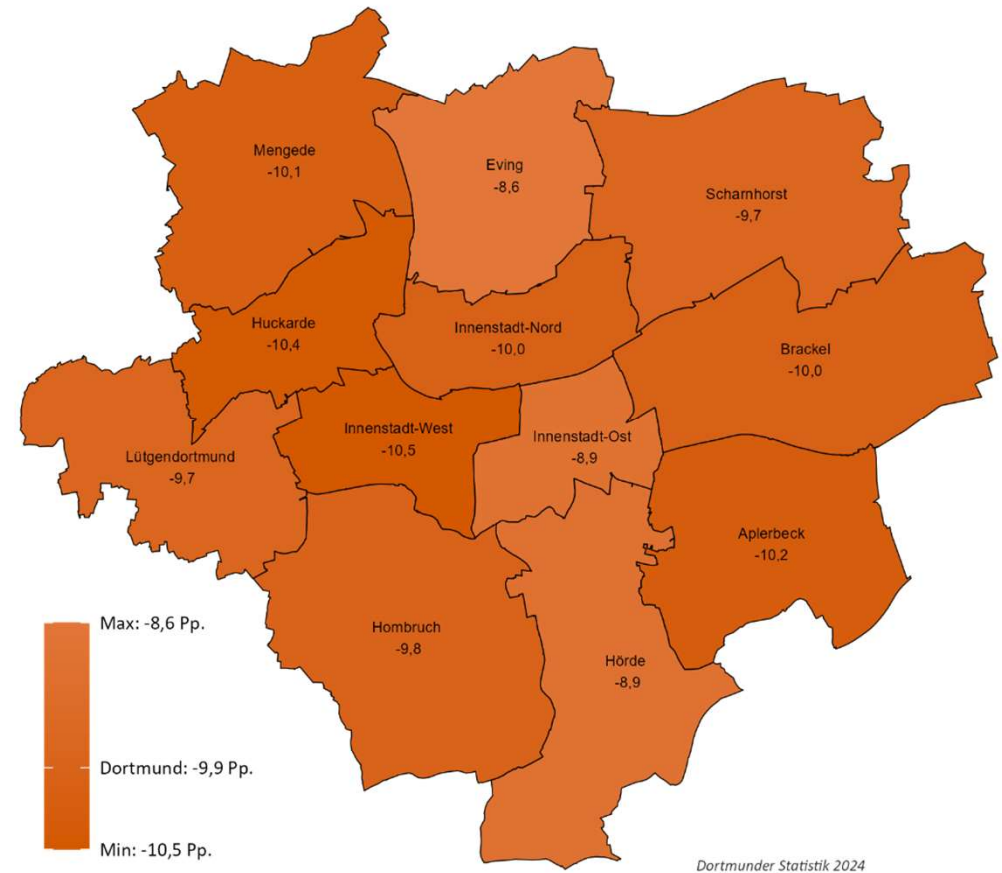 Mengede
-10,1
Eving
-8,6
Scharnhorst
-9,7
Huckarde
-10,4
Innenstadt-Nord
-10,0
Brackel
-10,0
Lütgendortmund
-9,7
Innenstadt-West
-10,5
Innenstadt-Ost
-8,9
Aplerbeck
-10,2
Hombruch
-9,8
Hörde
-8,9
Max: -8,6 Pp.
Dortmund: -9,9 Pp.
Min: -10,5 Pp.
Dortmunder Statistik 2024